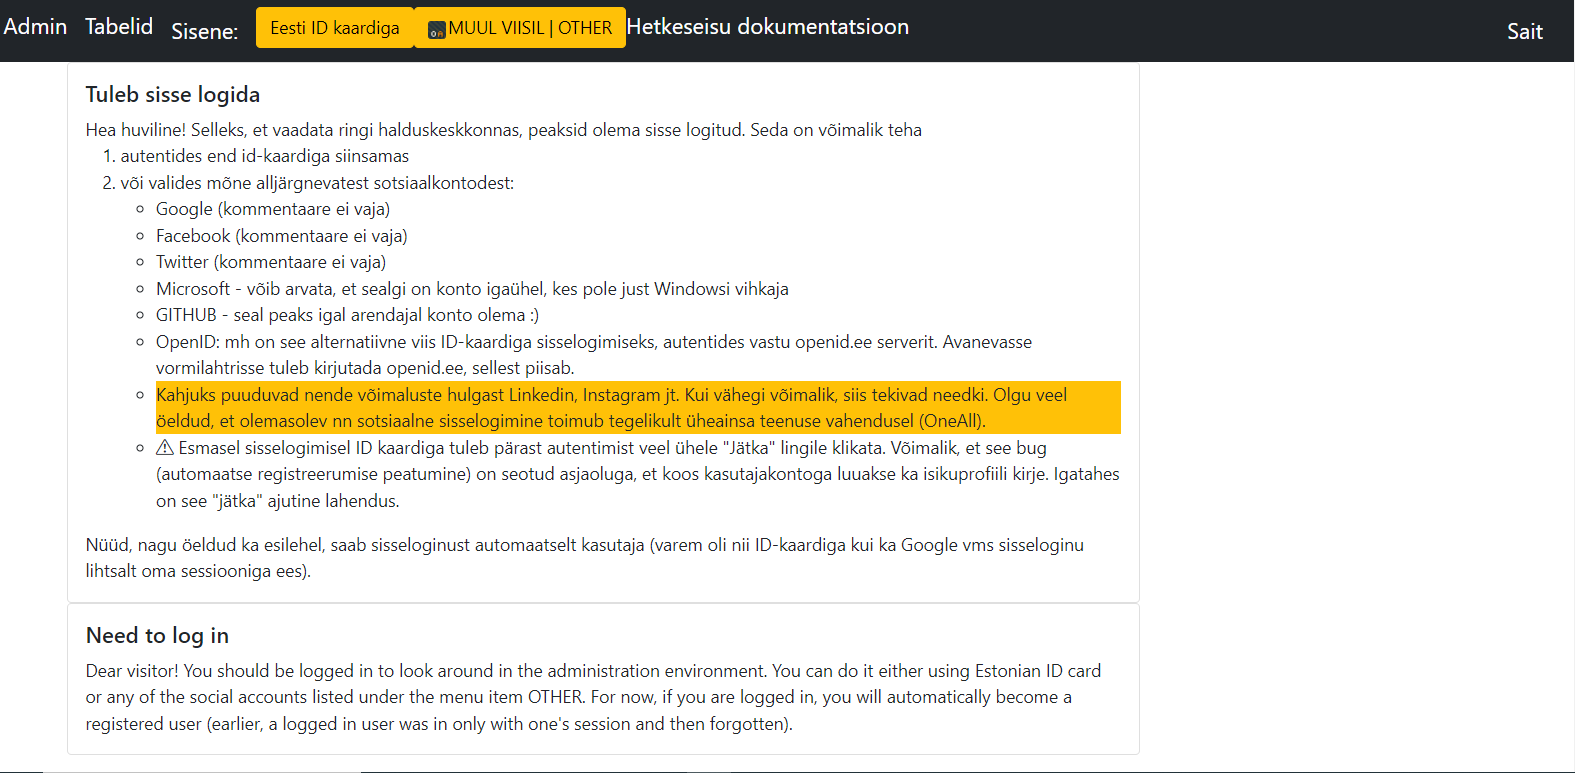 Admin Tabelid Sisene: Eesti ID kaardiga MUUL VIISIL | OTHER Hetkeseisu dokumentatsioon Sait
Tuleb sisse logida
Hea huviline! Selleks, et vaadata ringi halduskeskkonnas, peaksid olema sisse logitud. Seda on võimalik teha
1. autentides end id-kaardiga siinsamas
2. või valides mõne alljärgnevatest sotsiaalkontodest:
Google (kommentaare ei vaja)
Facebook (kommentaare ei vaja)
Twitter (kommentaare ei vaja)
Microsoft - võib arvata, et sealgi on konto igaühel, kes pole just Windowsi vihkaja
GITHUB - seal peaks igal arendajal konto olema :)
OpenID: mh on see alternatiivne viis ID-kaardiga sisselogimiseks, autentides vastu openid.ee serverit. Avanevasse
vormilahtrisse tuleb kirjutada openid.ee, sellest piisab.
Kahjuks puuduvad nende võimaluste hulgast Linkedin, Instagram jt. Kui vähegi võimalik, siis tekivad needki. Olgu veel
öeldud, et olemasolev nn sotsiaalne sisselogimine toimub tegelikult üheainsa teenuse vahendusel (OneAll).
⚠ Esmasel sisselogimisel ID kaardiga tuleb pärast autentimist veel ühele "Jätka" lingile klikata. Võimalik, et see bug
(automaatse registreerumise peatumine) on seotud asjaoluga, et koos kasutajakontoga luuakse ka isikuprofiili kirje. Igatahes
on see "jätka" ajutine lahendus.
Nüüd, nagu öeldud ka esilehel, saab sisseloginust automaatselt kasutaja (varem oli nii ID-kaardiga kui ka Google vms sisseloginu
lihtsalt oma sessiooniga ees).
Need to log in
Dear visitor! You should be logged in to look around in the administration environment. You can do it either using Estonian ID card
or any of the social accounts listed under the menu item OTHER. For now, if you are logged in, you will automatically become a
registered user (earlier, a logged in user was in only with one's session and then forgotten).